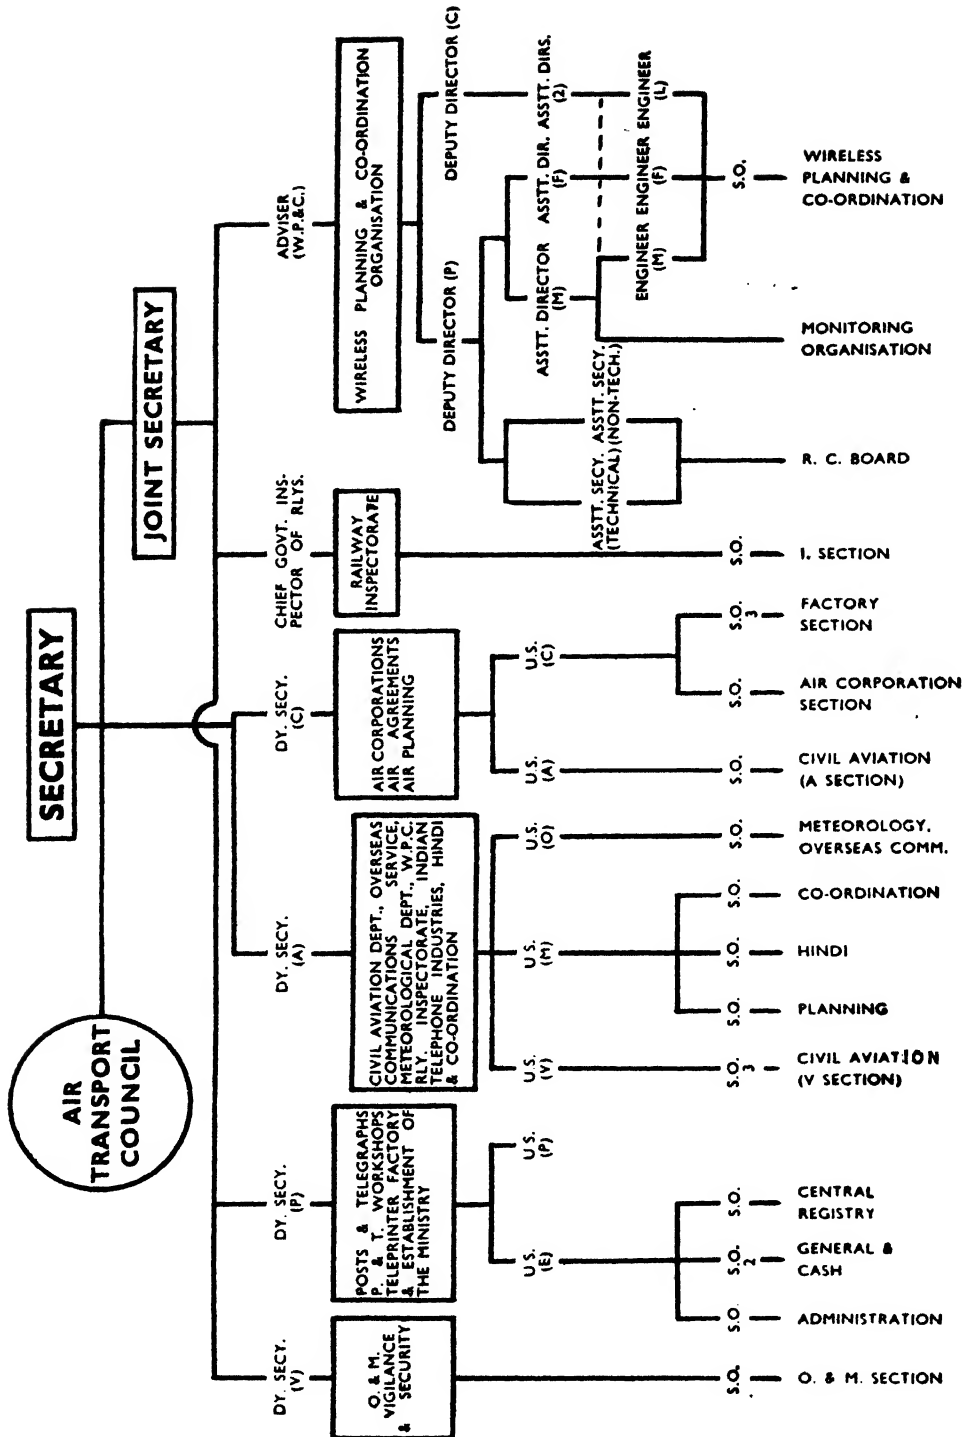 SECRETARY
AIR
TRANSPORT
COUNCIL
JOINT SECRETARY
DY. SECY.
(V)
O. & M.
VIGILANCE
& SECURITY
S.O.
O. & M. SECTION
DY. SECY.
(P)
POSTS & TELEGRAPHS
P. & T. WORKSHOPS
TELEPRINTER FACTORY
& ESTABLISHMENT OF
THE MINISTRY
U.S.
(E)
U.S.
(P)
S.O.
S.O.
2
S.O.
ADMINISTRATION
GENERAL &
CASH
CENTRAL
REGISTRY
DY. SECY.
(A)
CIVIL AVIATION DEPT., OVERSEAS
COMMUNICATIONS SERVICE,
METEOROLOGICAL DEPT., W.P.C.
RLY. INSPECTORATE, INDIAN
TELEPHONE INDUSTRIES, HINDI
& CO-ORDINATION
U.S.
(V)
U.S.
(M)
U.S.
(O)
S.O.
3
S.O.
S.O.
S.O.
S.O.
CIVIL AVIATION
(V SECTION)
PLANNING
HINDI
CO-ORDINATION
METEOROLOGY,
OVERSEAS COMM.
DY. SECY.
(C)
AIR CORPORATIONS
AIR AGREEMENTS
AIR PLANNING
U.S.
(A)
U.S.
(C)
S.O.
S.O.
S.O.
3
CIVIL AVIATION
(A SECTION)
AIR CORPORATION
SECTION
FACTORY
SECTION
CHIEF GOVT. INS-
PECTOR OF RLYS.
RAILWAY
INSPECTORATE
S.O.
I. SECTION
ADVISER
(W.P.&C.)
WIRELESS PLANNING & CO-ORDINATION
ORGANISATION
DEPUTY DIRECTOR (P)
DEPUTY DIRECTOR (C)
ASSTT. DIRECTOR
(M)
ASSTT. DIR.
(F)
ASSTT. DIRS.
(2)
ASSTT. SECY.
(TECHNICAL)
ASSTT. SECY.
(NON-TECH.)
ENGINEER
(M)
ENGINEER
(F)
ENGINEER
(L)
S.O.
R. C. BOARD
MONITORING
ORGANISATION
WIRELESS
PLANNING &
CO-ORDINATION